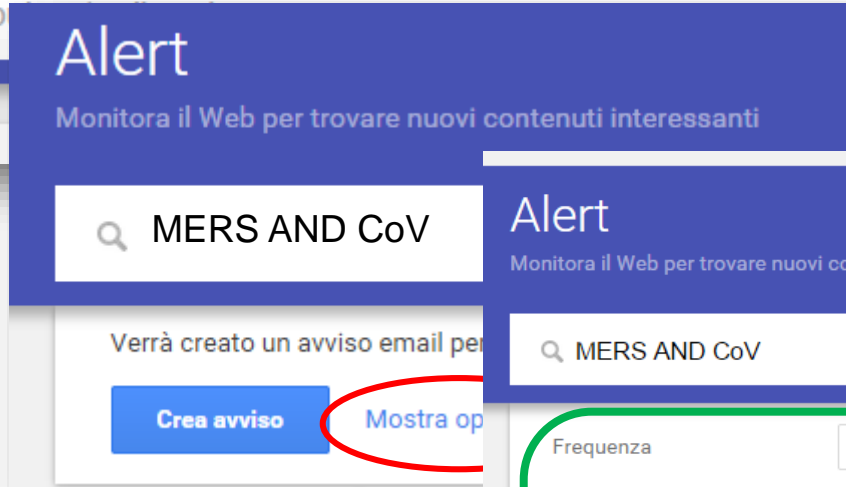 Alert
Monitora il Web per trovare nuovi contenuti interessanti
MERS AND CoV
Verrà creato un avviso email per
Crea avviso
Mostra op
Alert
Monitora il Web per trovare nuovi co
MERS AND CoV
Frequenza